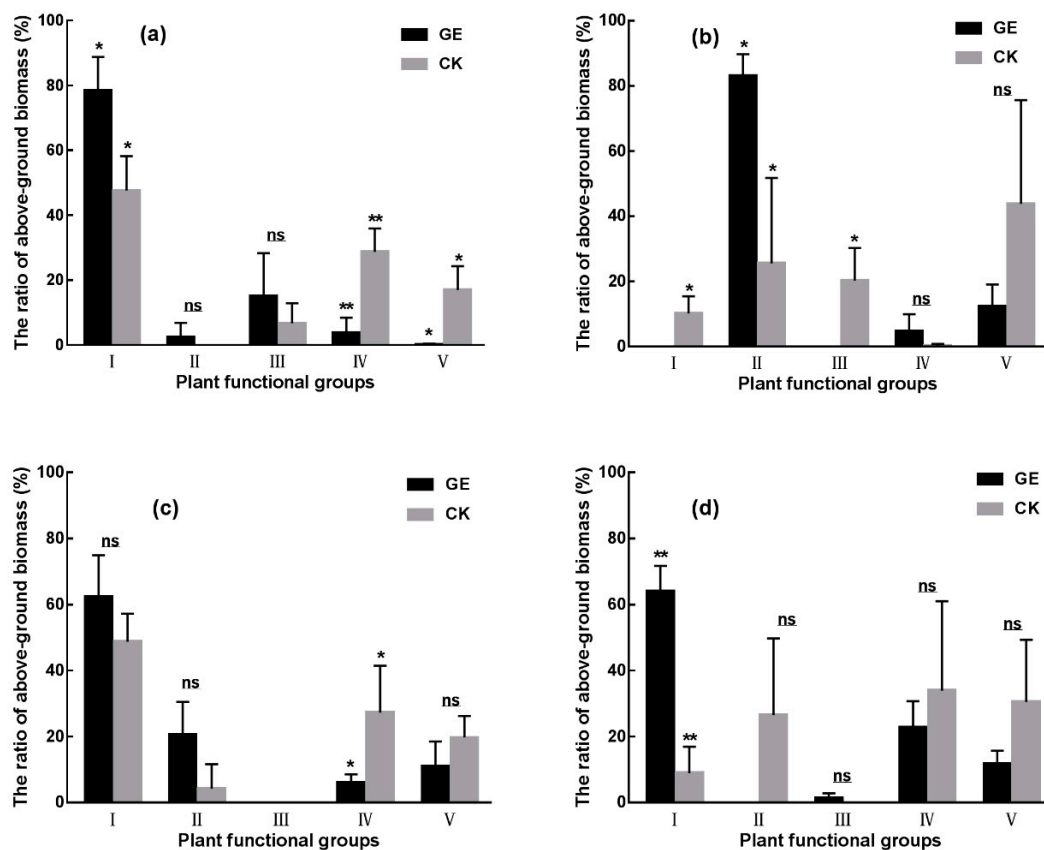 The ratio of above-ground biomass (%)
100
80
60
40
20
0
(a)
GE
CK
*
*
ns
ns
**
**
*
*
I
II
III
IV
V
Plant functional groups
The ratio of above-ground biomass (%)
100
80
60
40
20
0
(b)
GE
CK
*
*
*
*
ns
ns
I
II
III
IV
V
Plant functional groups
The ratio of above-ground biomass (%)
100
80
60
40
20
0
(c)
GE
CK
ns
ns
*
*
ns
I
II
III
IV
V
Plant functional groups
The ratio of above-ground biomass (%)
100
80
60
40
20
0
(d)
GE
CK
**
**
ns
ns
ns
ns
I
II
III
IV
V
Plant functional groups